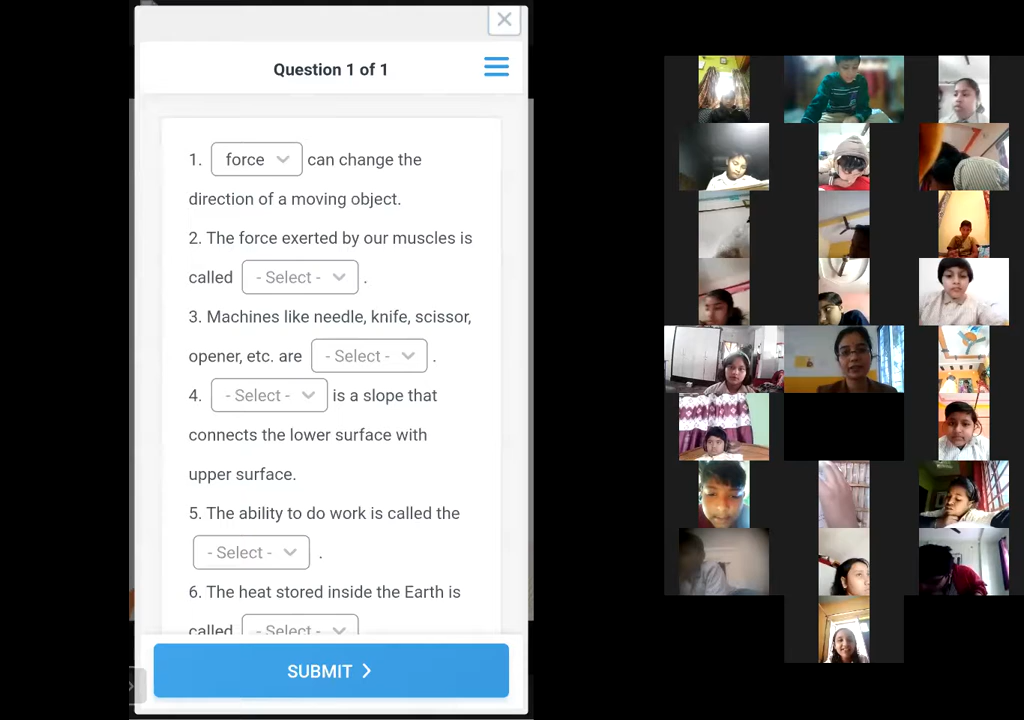 Question 1 of 1
1. force can change the
direction of a moving object.
2. The force exerted by our muscles is
called - Select - .
3. Machines like needle, knife, scissor,
opener, etc. are - Select - .
4. - Select - is a slope that
connects the lower surface with
upper surface.
5. The ability to do work is called the
- Select - .
6. The heat stored inside the Earth is
called - Select -
SUBMIT